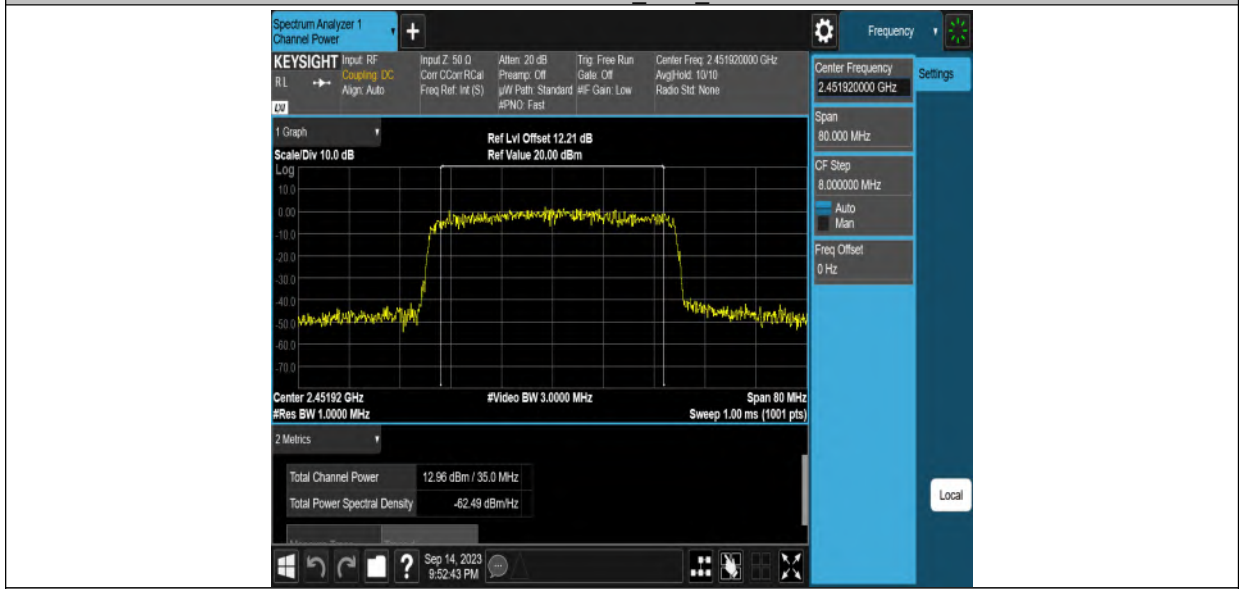 Spectrum Analyzer 1
Channel Power
+
Frequency
KEYSIGHT
R L
LXI
Input: RF
Coupling: DC
Align: Auto
Input Z: 50 Ω
Corr CCorr RCal
Freq Ref: Int (S)
Atten: 20 dB
Preamp: Off
µW Path: Standard
#PNO: Fast
Trig: Free Run
Gate: Off
#IF Gain: Low
Center Freq: 2.451920000 GHz
Avg|Hold: 10/10
Radio Std: None
Center Frequency
2.451920000 GHz
Settings
Span
80.000 MHz
CF Step
8.000000 MHz
Auto
Man
Freq Offset
0 Hz
Local
1 Graph
Scale/Div 10.0 dB
Ref Lvl Offset 12.21 dB
Ref Value 20.00 dBm
Log
10.0
0.00
-10.0
-20.0
-30.0
-40.0
-50.0
-60.0
-70.0
Center 2.45192 GHz
#Video BW 3.0000 MHz
Span 80 MHz
#Res BW 1.0000 MHz
Sweep 1.00 ms (1001 pts)
2 Metrics
Total Channel Power 12.96 dBm / 35.0 MHz
Total Power Spectral Density -62.49 dBm/Hz
?
Sep 14, 2023
9:52:43 PM